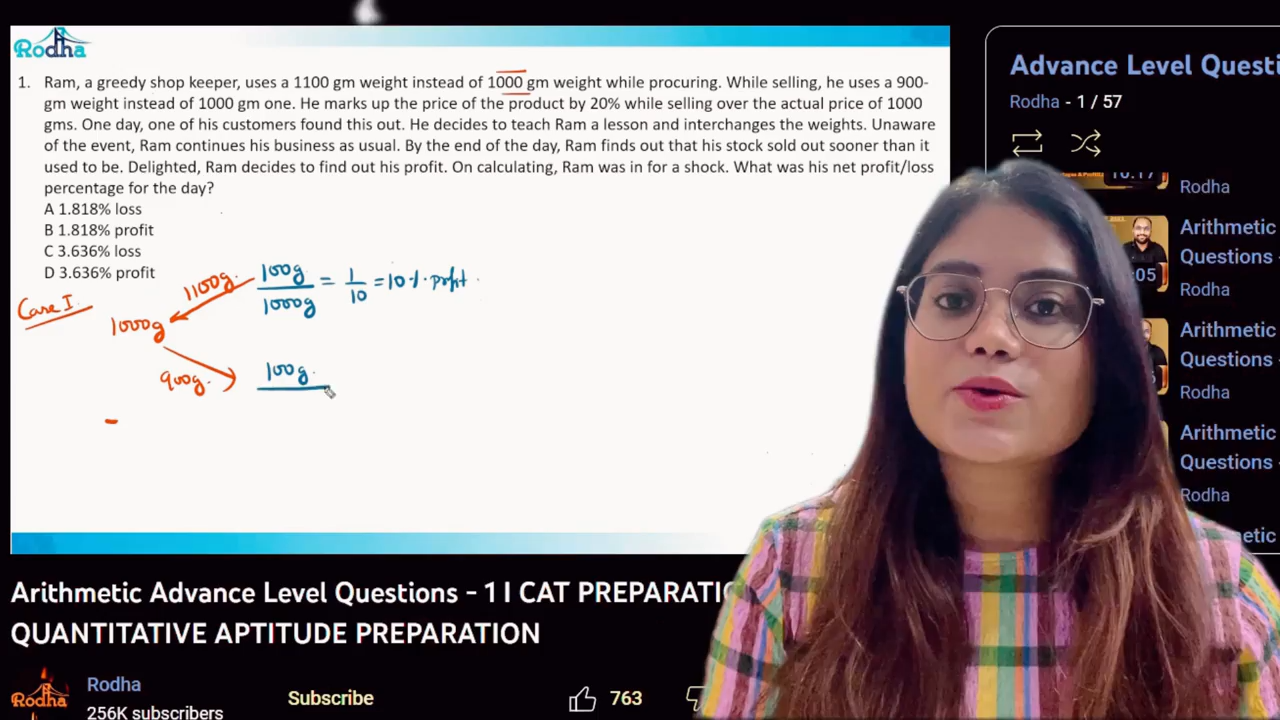 Rodha
1. Ram, a greedy shop keeper, uses a 1100 gm weight instead of 1000 gm weight while procuring. While selling, he uses a 900-
gm weight instead of 1000 gm one. He marks up the price of the product by 20% while selling over the actual price of 1000
gms. One day, one of his customers found this out. He decides to teach Ram a lesson and interchanges the weights. Unaware
of the event, Ram continues his business as usual. By the end of the day, Ram finds out that his stock sold out sooner than it
used to be. Delighted, Ram decides to find out his profit. On calculating, Ram was in for a shock. What was his net profit/loss
percentage for the day?
A 1.818% loss
B 1.818% profit
C 3.636% loss
D 3.636% profit
Case I
1100g.
100g
1000g
= 1
10
= 10%. profit.
1000g
900g.
100g.
Advance Level Questi
Rodha - 1 / 57
Rodha
Arithmetic
Questions -
:05
Rodha
Arithmetic
Questions -
Rodha
Arithmetic
Questions -
Rodha
Arithmetic Advance Level Questions - 1 I CAT PREPARATIO
QUANTITATIVE APTITUDE PREPARATION
Rodha
Rodha
256K subscribers
Subscribe
763